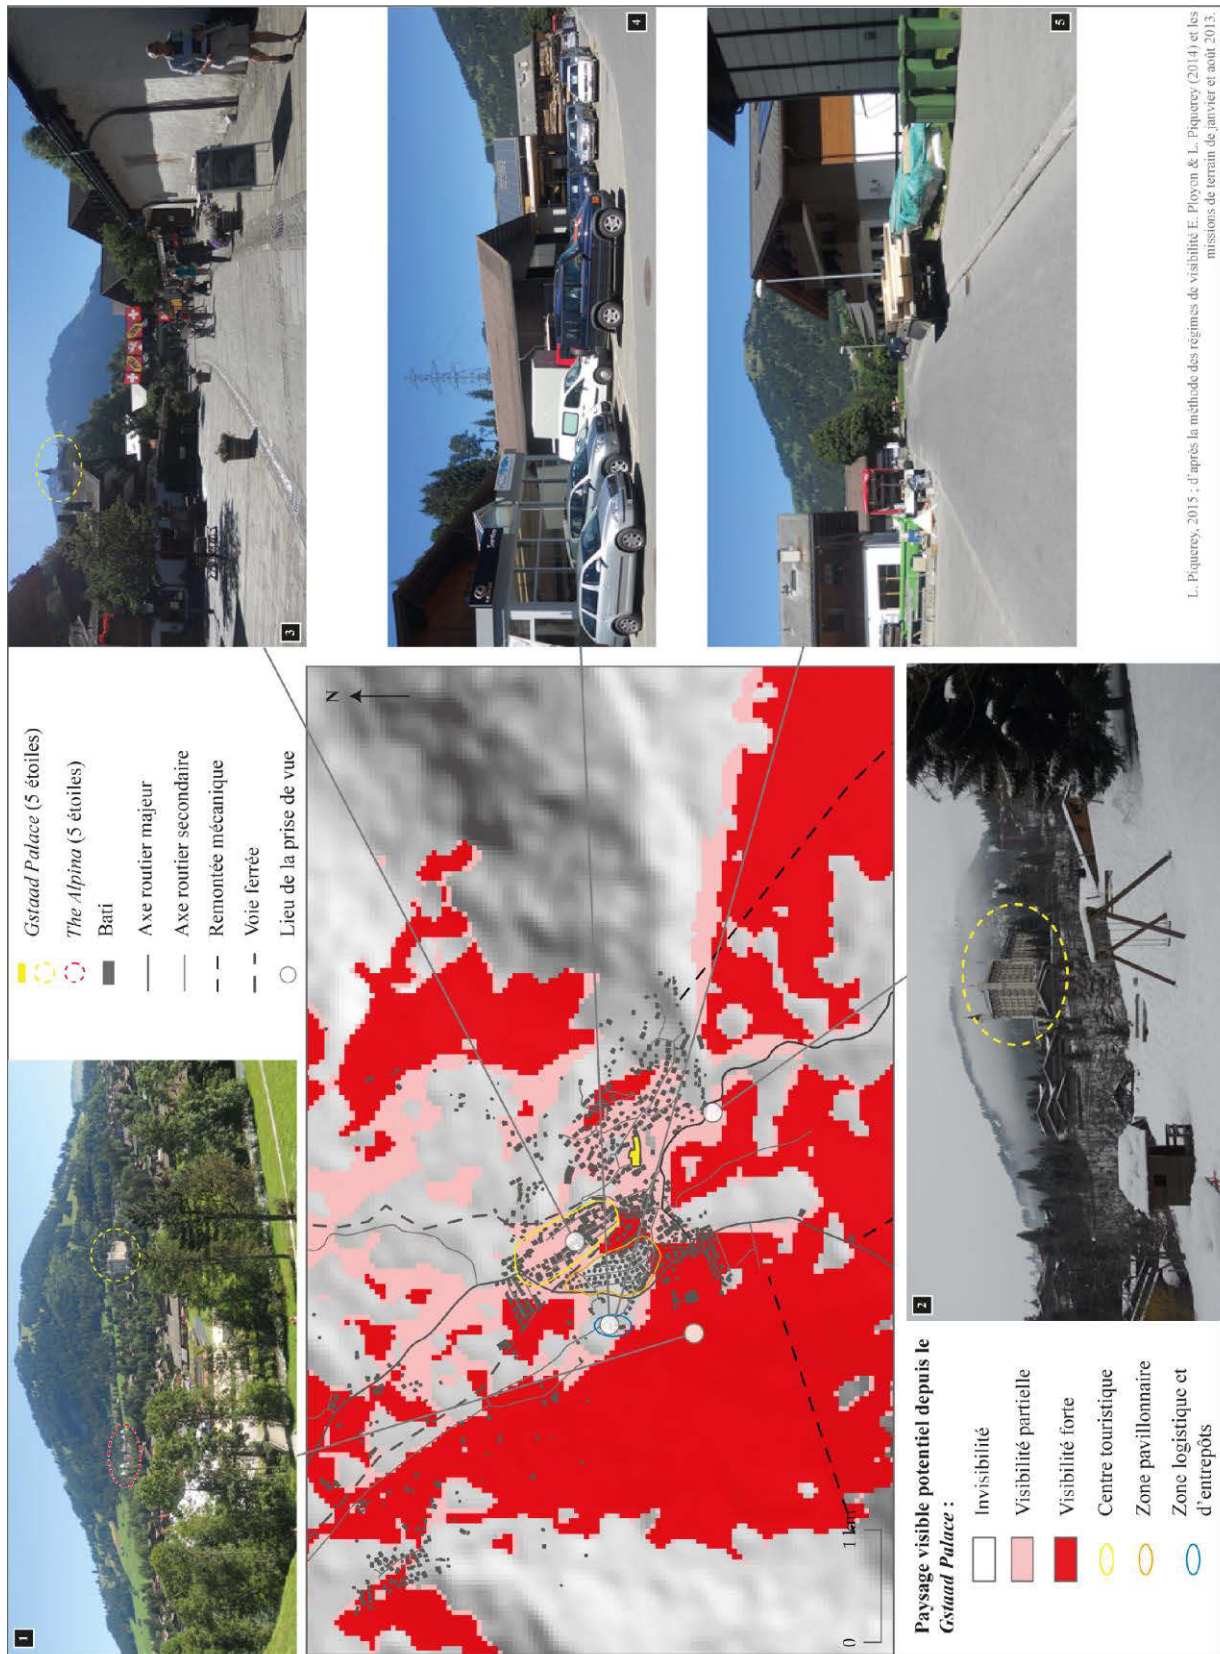 1
Gstaad Palace (5 étoiles)
The Alpina (5 étoiles)
Bati
Axe routier majeur
Axe routier secondaire
Remontée mécanique
Voie ferrée
Lieu de la prise de vue
3
N
0
1 km
4
5
Paysage visible potentiel depuis le
Gstaad Palace :
Invisibilité
Visibilité partielle
Visibilité forte
Centre touristique
Zone pavillonnaire
Zone logistique et
d'entrepôts
2
L. Piquerey, 2015 ; d'après la méthode des régimes de visibilité E. Ployon & L. Piquerey (2014) et les
missions de terrain de janvier et août 2013.